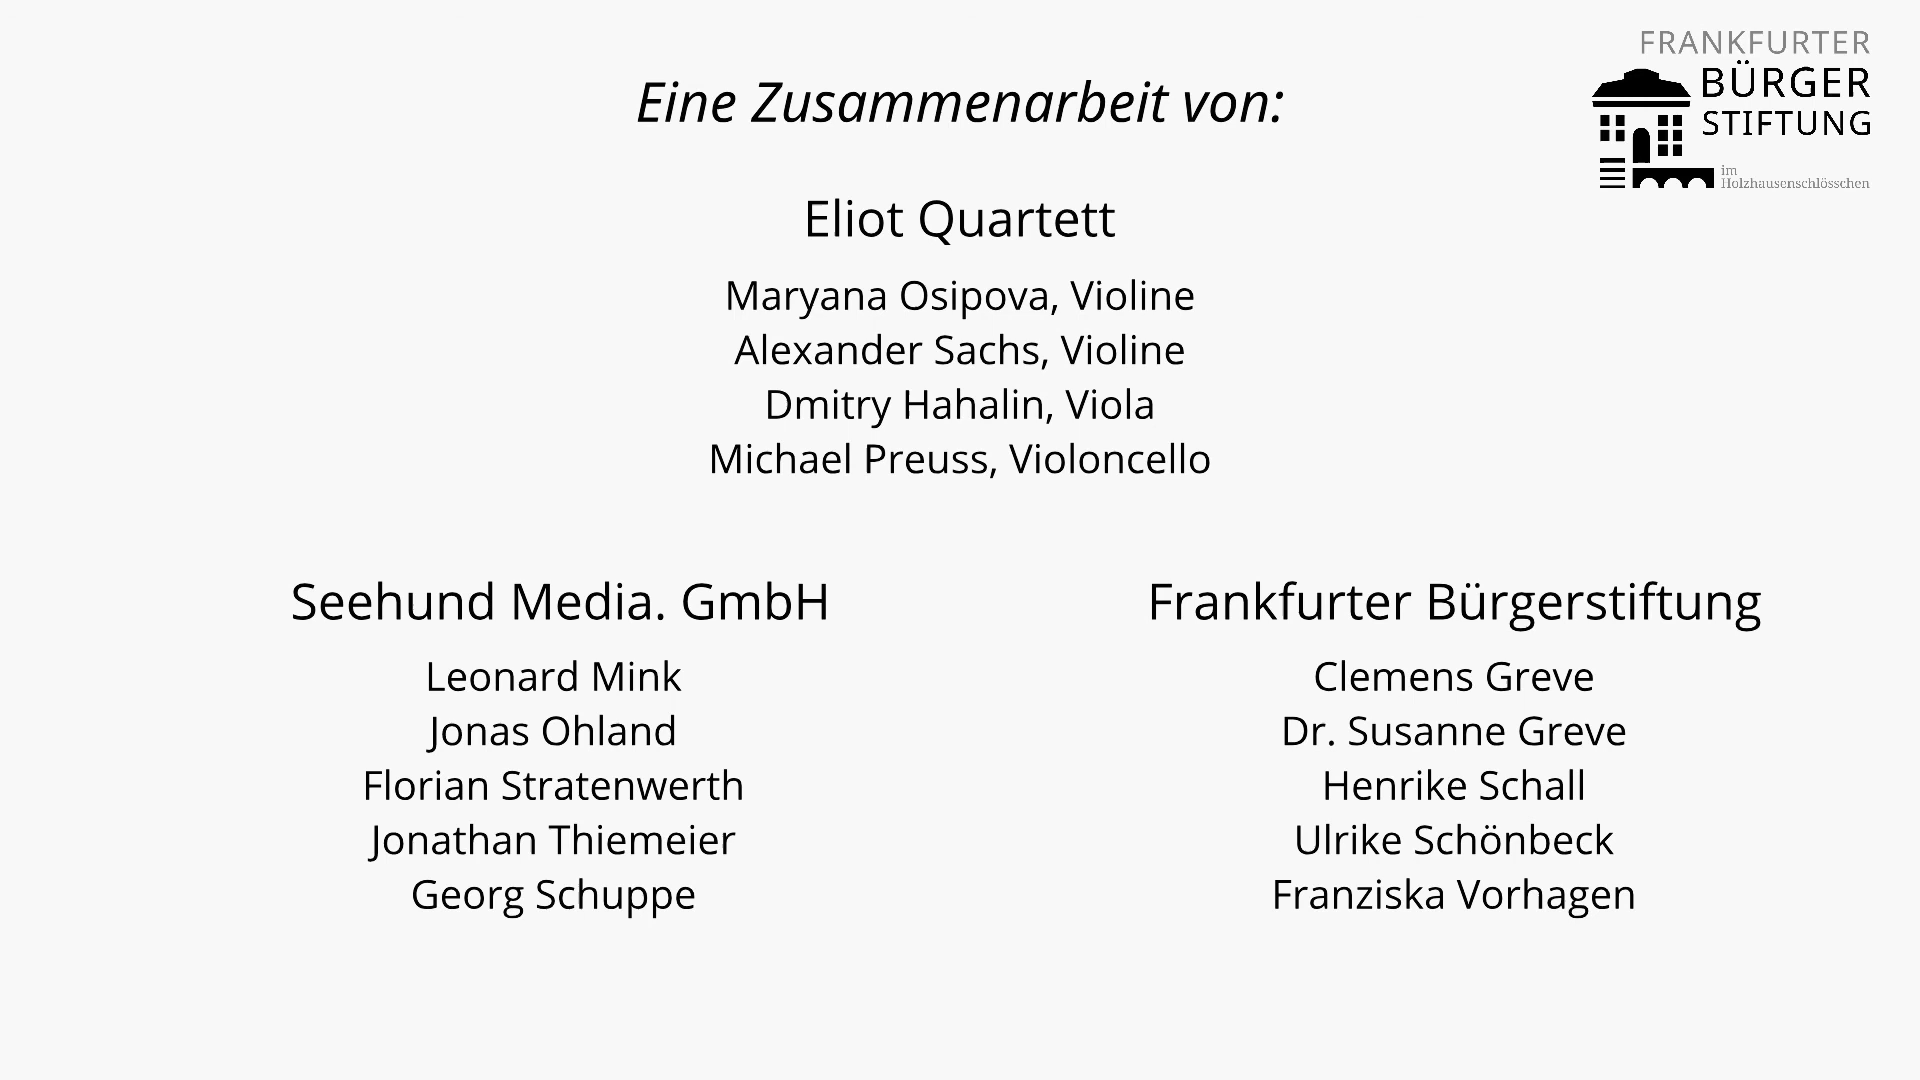 FRANKFURTER
BÜRGER
STIFTUNG
im
Holzhausenschlösschen
Eine Zusammenarbeit von:
Eliot Quartett
Maryana Osipova, Violine
Alexander Sachs, Violine
Dmitry Hahalin, Viola
Michael Preuss, Violoncello
Seehund Media. GmbH
Leonard Mink
Jonas Ohland
Florian Stratenwerth
Jonathan Thiemeier
Georg Schuppe
Frankfurter Bürgerstiftung
Clemens Greve
Dr. Susanne Greve
Henrike Schall
Ulrike Schönbeck
Franziska Vorhagen